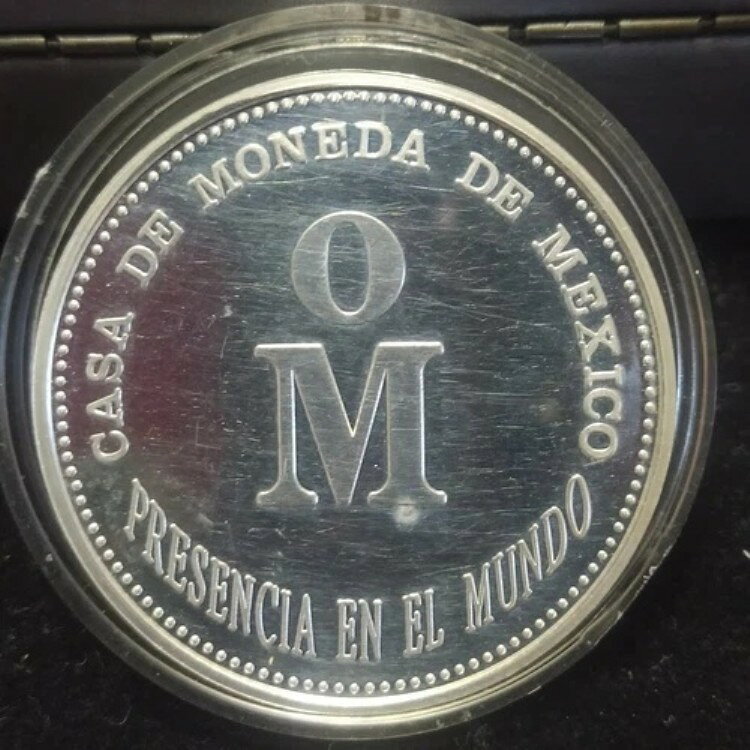 CASA DE MONEDA DE MEXICO
O
M
PRESENCIA EN EL MUNDO